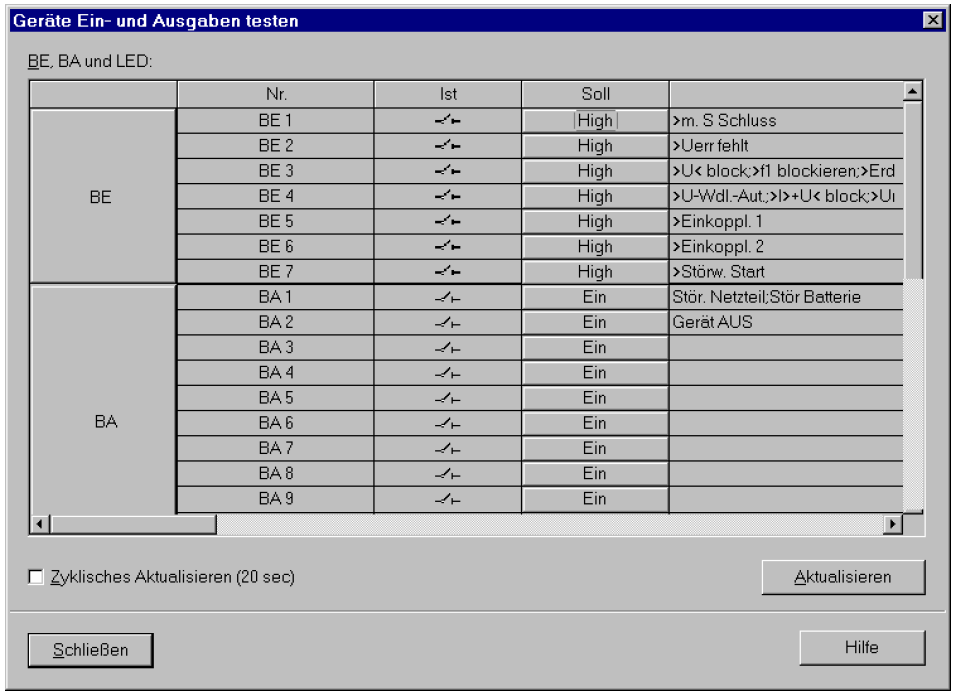 Geräte Ein- und Ausgaben testen
BE, BA und LED:
Nr. Ist Soll
BE
BE 1 High >m. S Schluss
BE 2 High >Uerr fehlt
BE 3 High >U< block;>f1 blockieren;>Erd
BE 4 High >U-Wdl.-Aut.;>I>+U< block;>U
BE 5 High >Einkoppl. 1
BE 6 High >Einkoppl. 2
BE 7 High >Störw. Start
BA
BA 1 Ein Stör. Netzteil;Stör Batterie
BA 2 Ein Gerät AUS
BA 3 Ein
BA 4 Ein
BA 5 Ein
BA 6 Ein
BA 7 Ein
BA 8 Ein
BA 9 Ein
Zyklisches Aktualisieren (20 sec)
Aktualisieren
Schließen
Hilfe